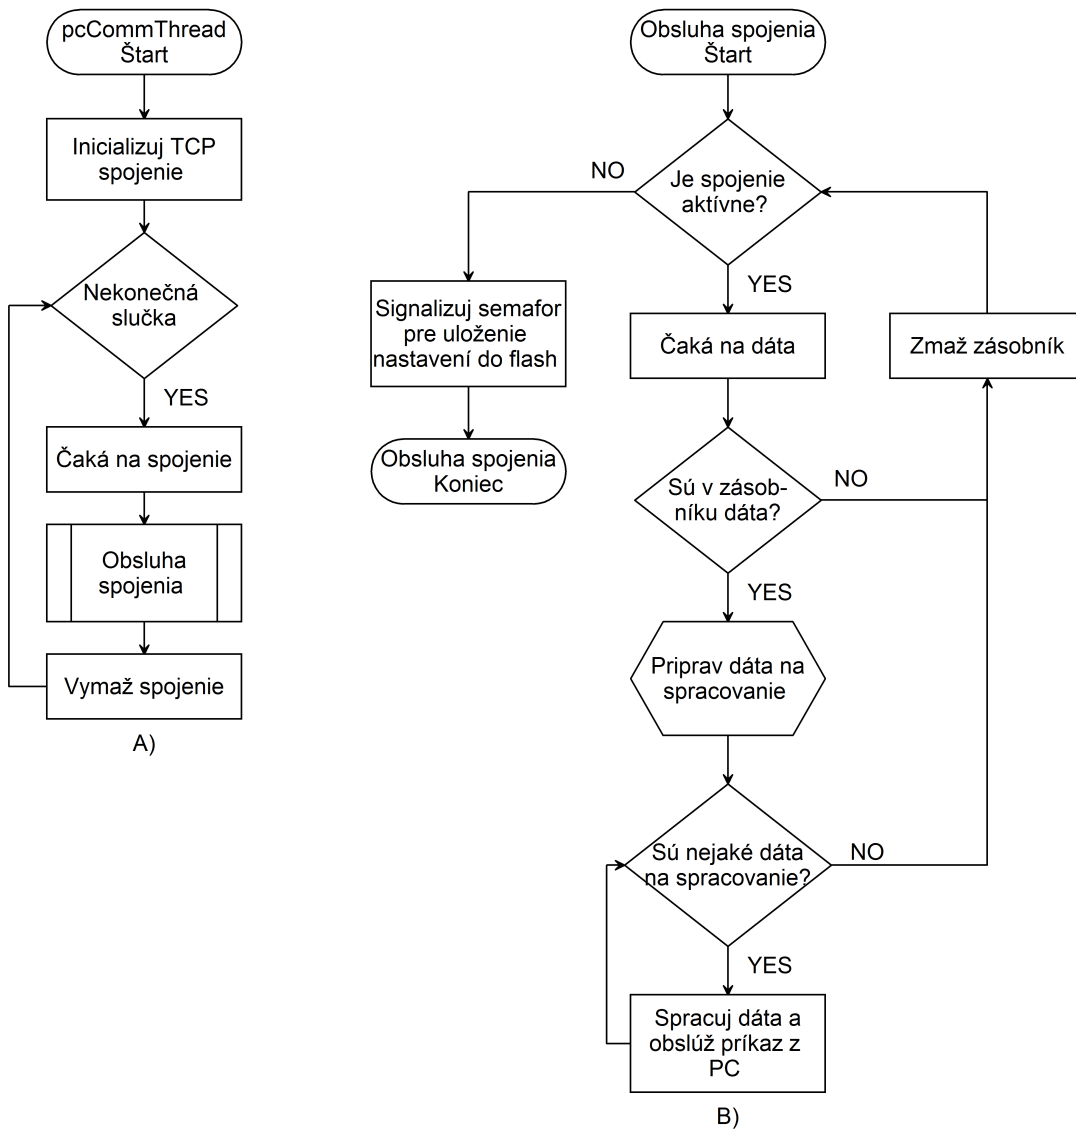 pcCommThread
Štart
Inicializuj TCP
spojenie
Nekonečná
slučka
YES
Čaká na spojenie
Obsluha
spojenia
Vymaž spojenie
A)
Obsluha spojenia
Štart
Je spojenie
aktívne?
NO
YES
Signalizuj semafor
pre uloženie
nastavení do flash
Obsluha spojenia
Koniec
Čaká na dáta
Zmaž zásobník
Sú v zásob-
níku dáta?
NO
YES
Priprav dáta na
spracovanie
Sú nejaké dáta
na spracovanie?
NO
YES
Spracuj dáta a
obslúž príkaz z
PC
B)